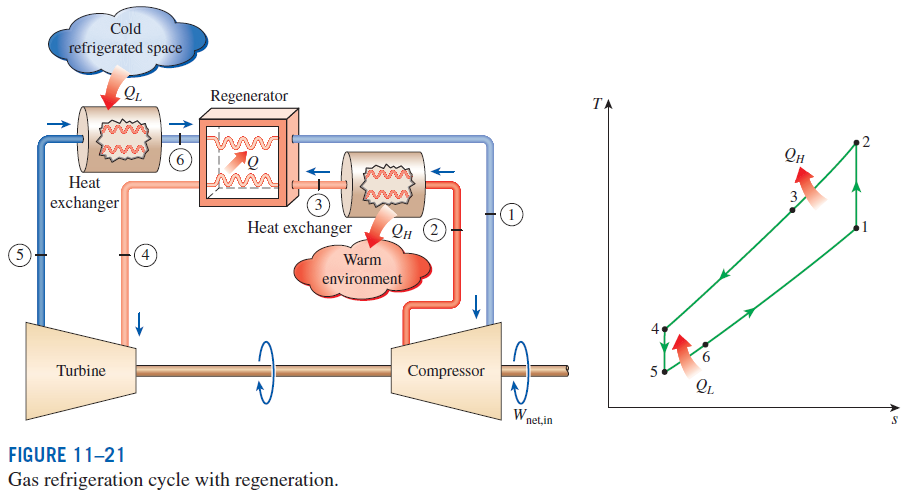 Cold
refrigerated space
Q_L
Regenerator
6
Q
Heat
exchanger
3
Heat exchanger
Q_H
2
1
Warm
environment
5
4
Turbine
Compressor
W_net,in
T
2
Q_H
3
1
4
6
5
Q_L
s
FIGURE 11–21
Gas refrigeration cycle with regeneration.